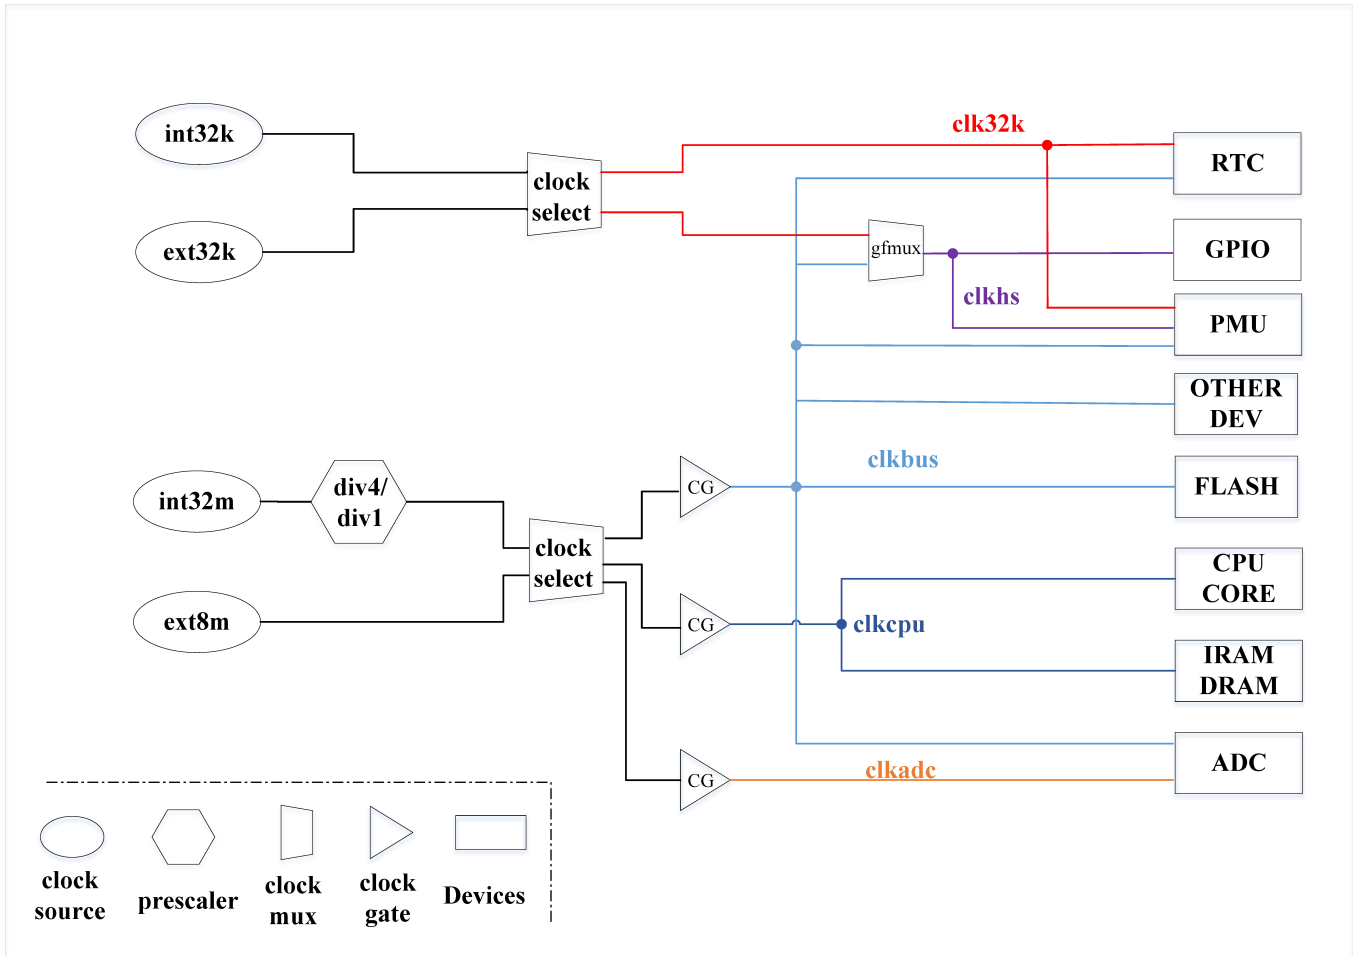 int32k
ext32k
clock
select
clk32k
gfmux
clkhs
RTC
GPIO
PMU
OTHER
DEV
clkbus
FLASH
int32m
div4/
div1
ext8m
clock
select
CG
CG
CG
clkcpu
CPU
CORE
IRAM
DRAM
clkadc
ADC
clock
source
prescaler
clock
mux
clock
gate
Devices